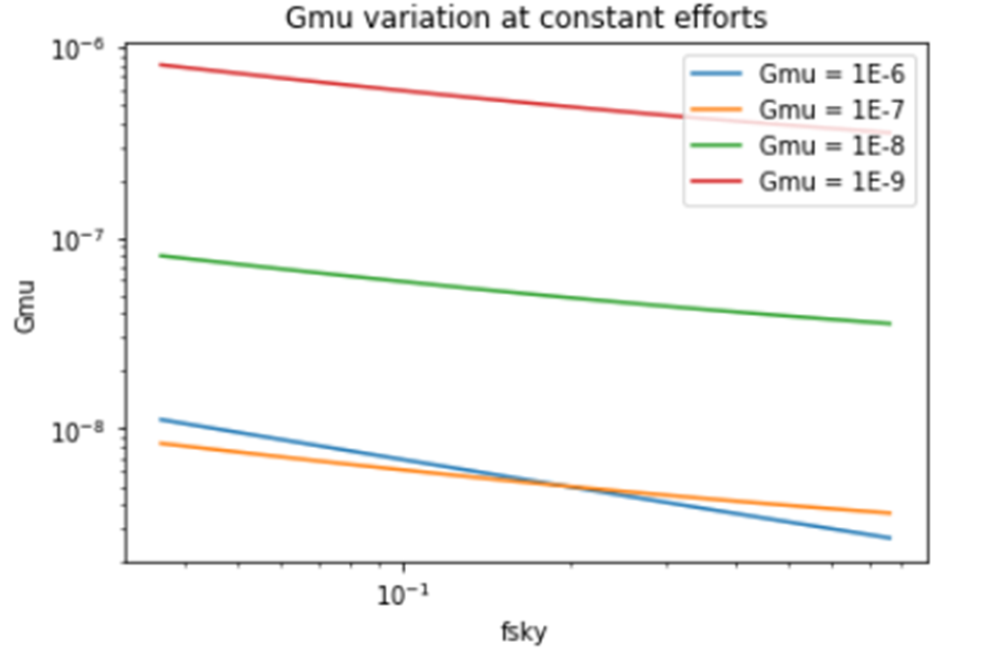 Gmu variation at constant efforts
10⁻⁶
10⁻⁷
10⁻⁸
Gmu
Gmu = 1E-6
Gmu = 1E-7
Gmu = 1E-8
Gmu = 1E-9
10⁻¹
fsky